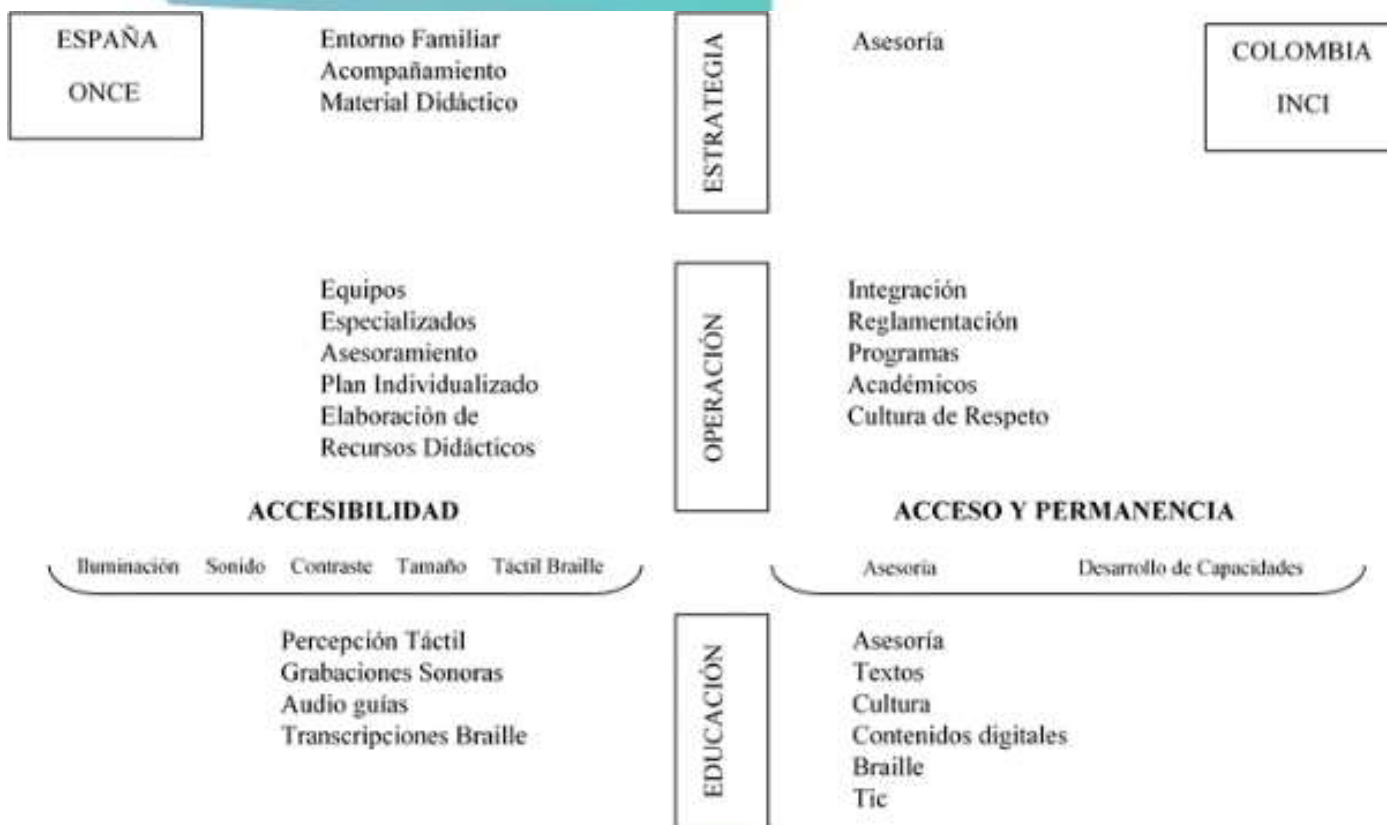 ESPAÑA
ONCE
Entorno Familiar
Acompañamiento
Material Didáctico
ESTRATEGIA
Asesoría
COLOMBIA
INCI
Equipos
Especializados
Asesoramiento
Plan Individualizado
Elaboración de
Recursos Didácticos
OPERACIÓN
Integración
Reglamentación
Programas
Académicos
Cultura de Respeto
ACCESIBILIDAD
Iluminación Sonido Contraste Tamaño Táctil Braille
ACCESO Y PERMANENCIA
Asesoría Desarrollo de Capacidades
Percepción Táctil
Grabaciones Sonoras
Audio guías
Transcripciones Braille
EDUCACIÓN
Asesoría
Textos
Cultura
Contenidos digitales
Braille
Tic